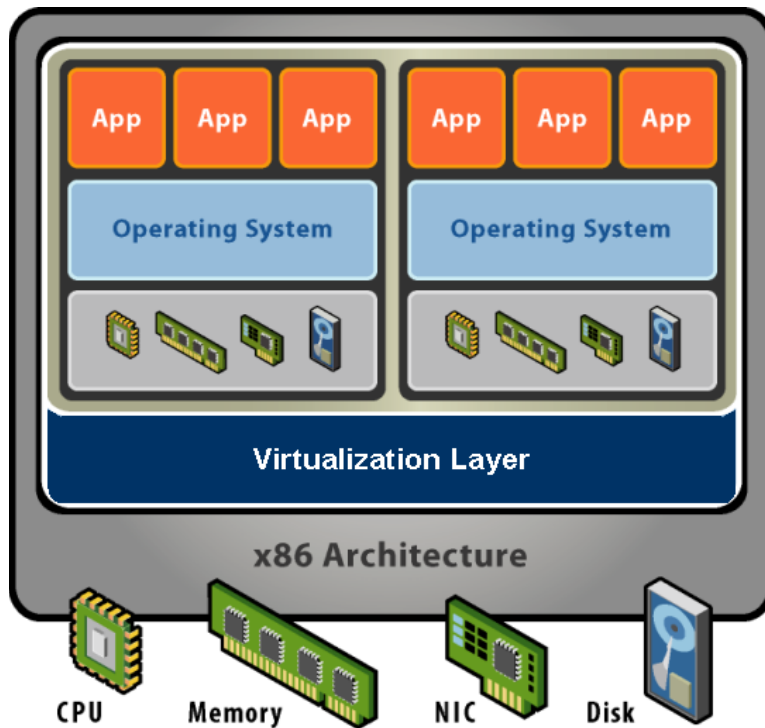 App App App App App App
Operating System Operating System
Virtualization Layer
x86 Architecture
CPU Memory NIC Disk